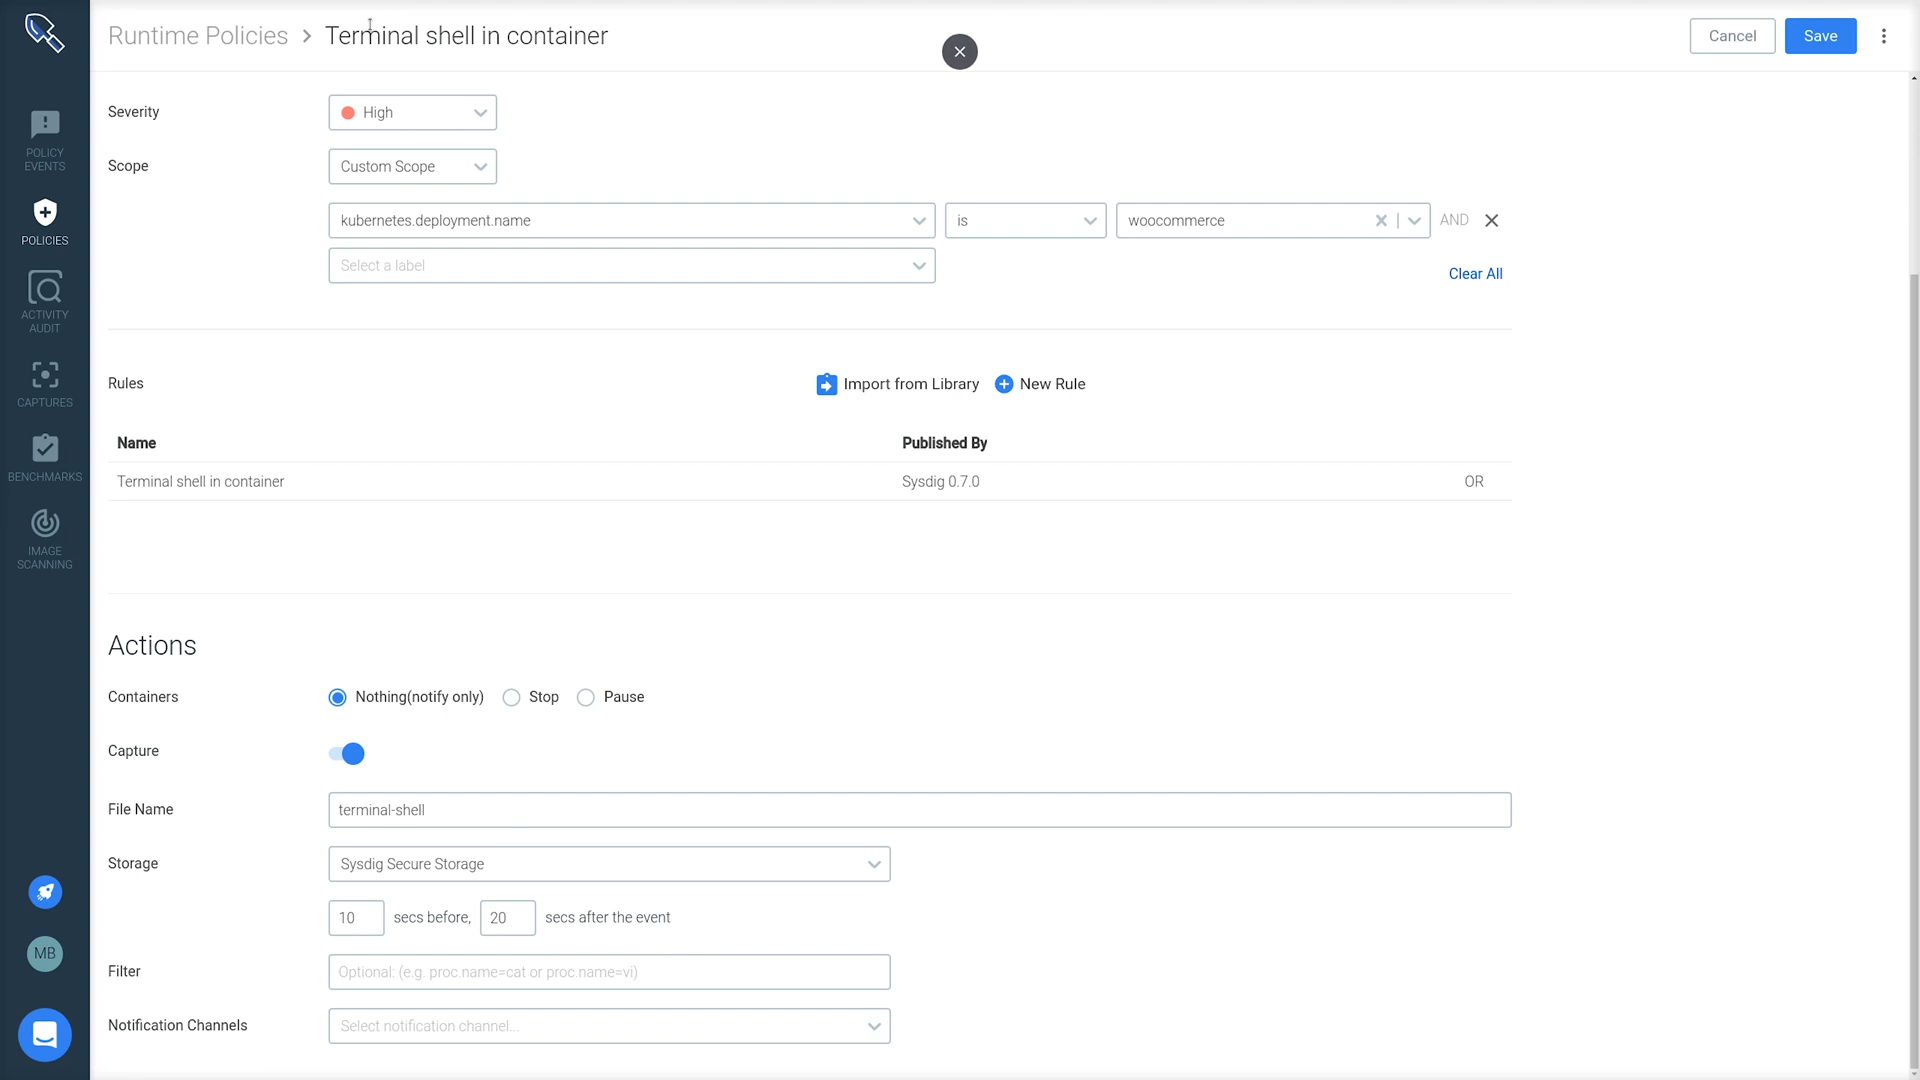 Runtime Policies > Terminal shell in container
Cancel
Save
POLICY
EVENTS
POLICIES
ACTIVITY
AUDIT
CAPTURES
BENCHMARKS
IMAGE
SCANNING
MB
Severity
High
Scope
Custom Scope
kubernetes.deployment.name
is
woocommerce
AND
Select a label
Clear All
Rules
Import from Library
New Rule
Name
Published By
Terminal shell in container
Sysdig 0.7.0
OR
Actions
Containers
Nothing(notify only)
Stop
Pause
Capture
File Name
terminal-shell
Storage
Sysdig Secure Storage
10 secs before, 20 secs after the event
Filter
Optional: (e.g. proc.name=cat or proc.name=vi)
Notification Channels
Select notification channel...